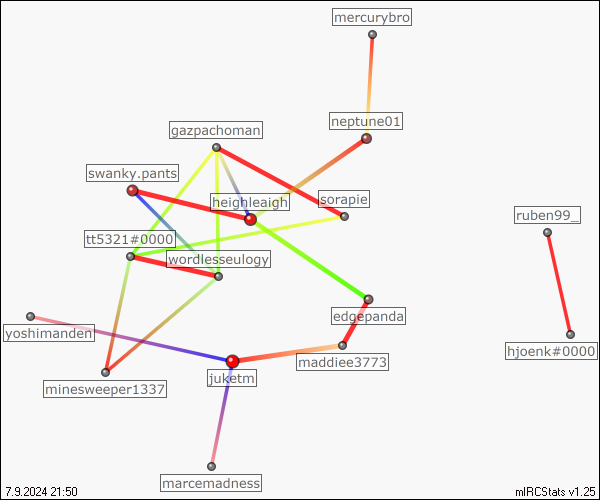 mercurybro
neptune01
gazpachoman
swanky.pants
heighleaigh
sorapie
ruben99_
tt5321#0000
wordlesseulogy
edgepanda
yoshimanden
hjoenk#0000
maddiee3773
juketm
minesweeper1337
marcemadness
7.9.2024 21:50
mIRCStats v1.25